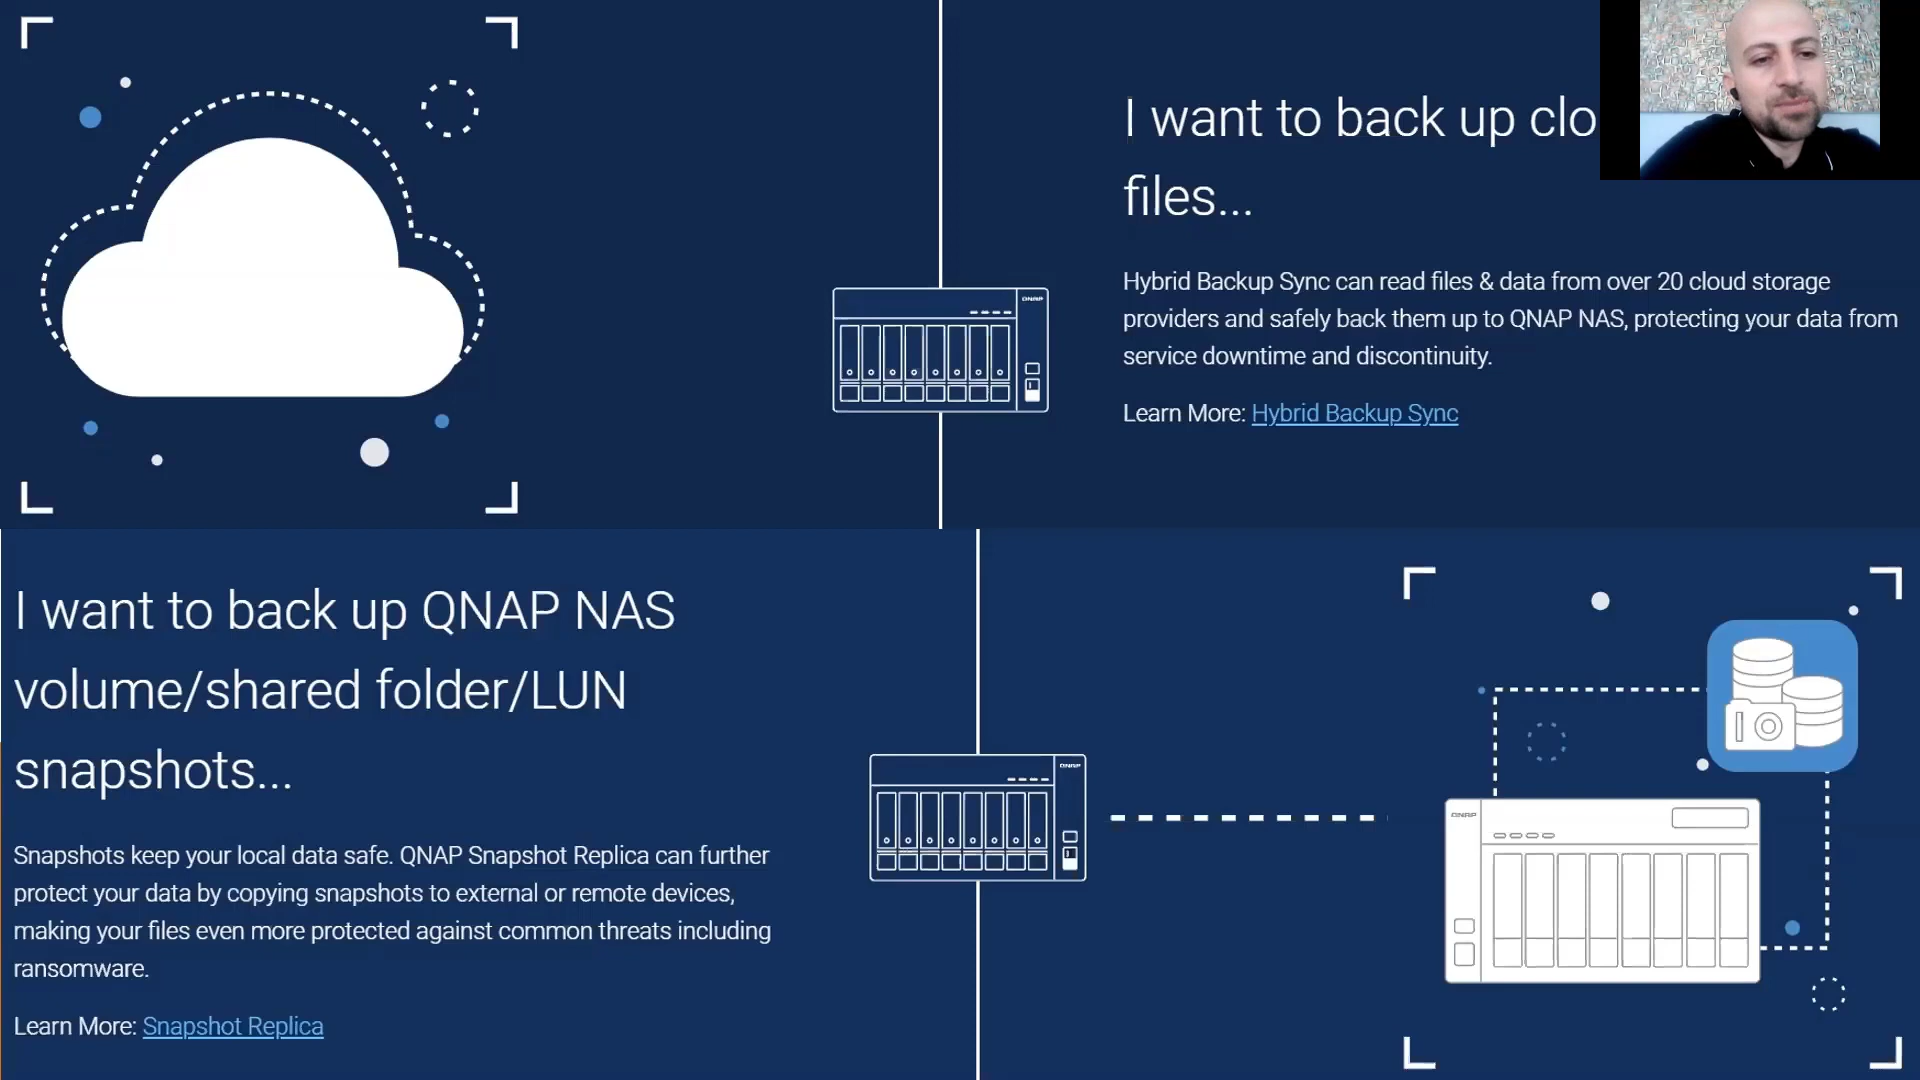 I want to back up clo
files...
QNAP
Hybrid Backup Sync can read files & data from over 20 cloud storage
providers and safely back them up to QNAP NAS, protecting your data from
service downtime and discontinuity.
Learn More: Hybrid Backup Sync
I want to back up QNAP NAS
volume/shared folder/LUN
snapshots...
QNAP
QNAP
Snapshots keep your local data safe. QNAP Snapshot Replica can further
protect your data by copying snapshots to external or remote devices,
making your files even more protected against common threats including
ransomware.
Learn More: Snapshot Replica